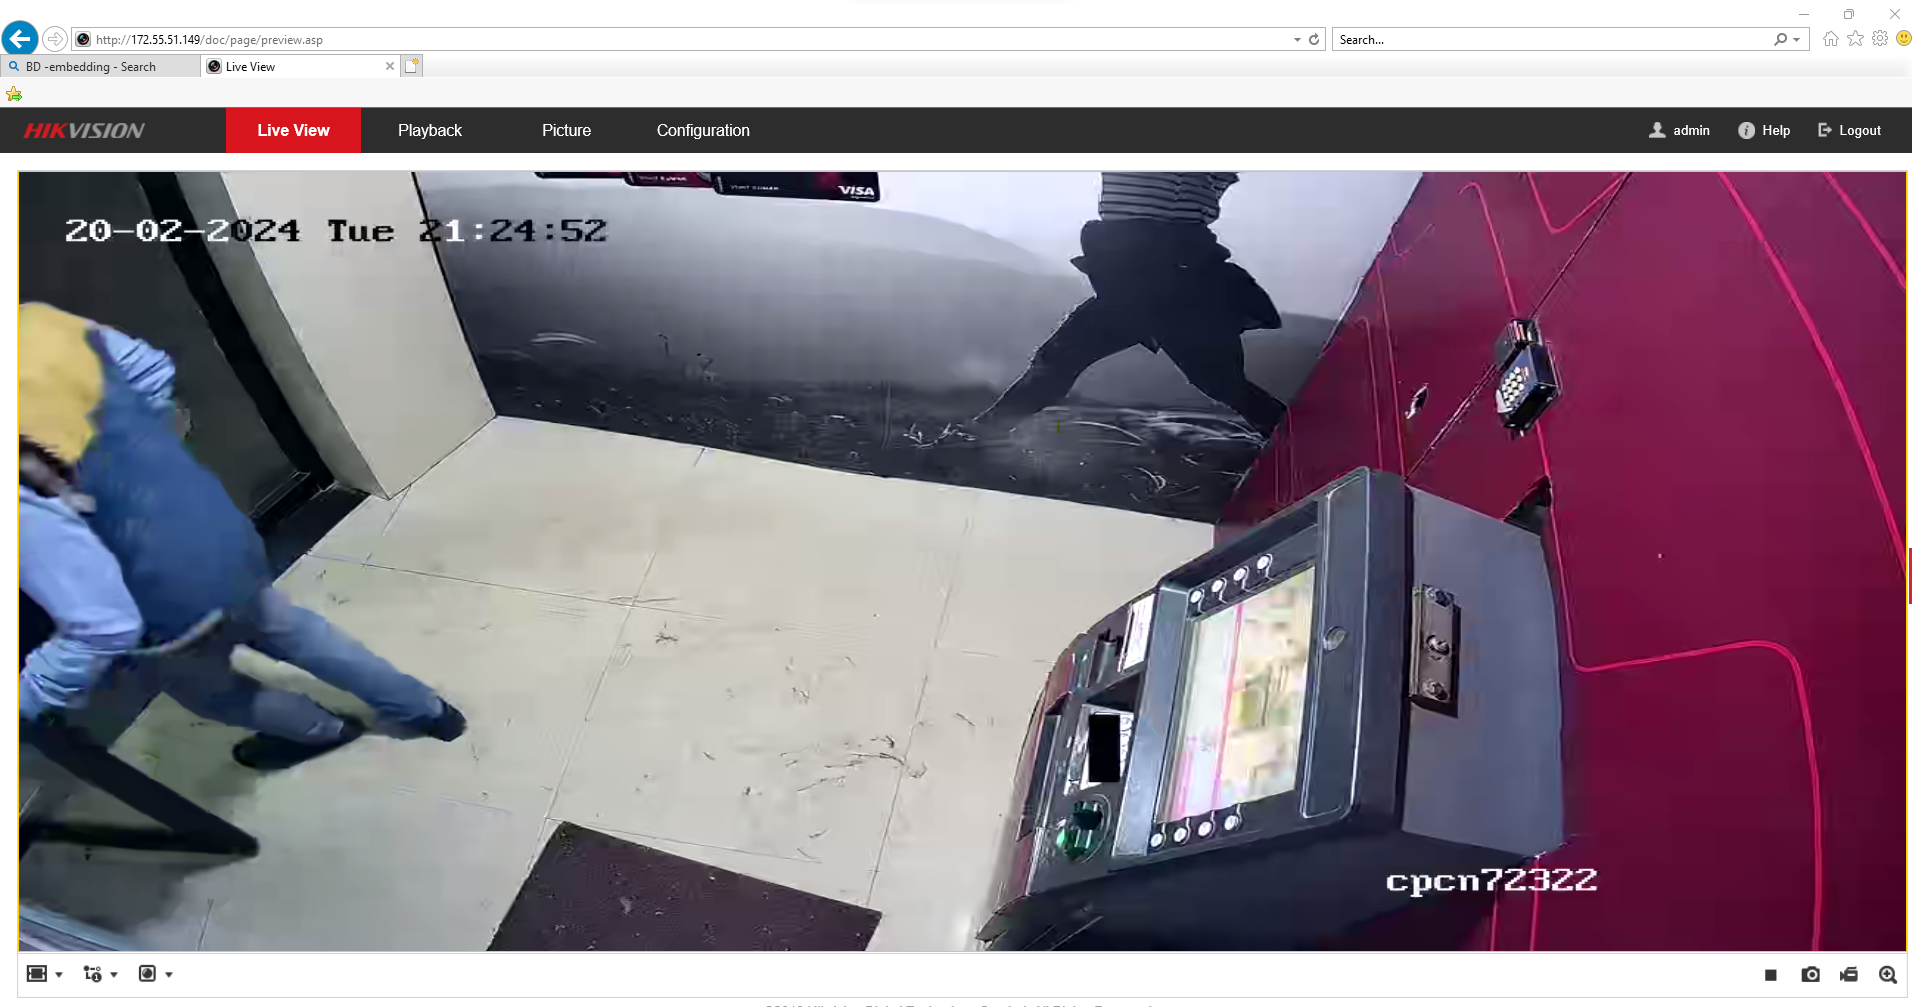 http://172.55.51.149/doc/page/preview.asp
Search...
BD -embedding - Search
Live View
HIKVISION
Live View
Playback
Picture
Configuration
admin
Help
Logout
VISA
20-02-2024 Tue 21:24:52
cpcn72322